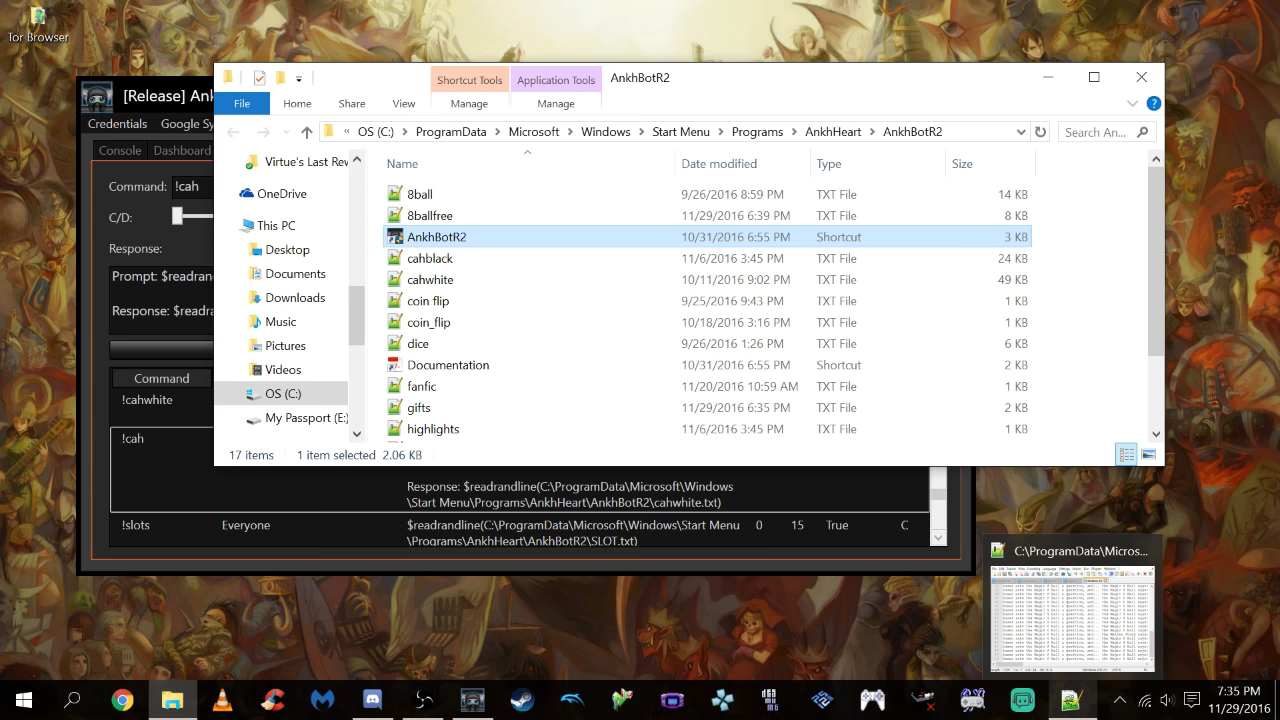 Tor Browser
AnkhBotR2
Shortcut Tools
Application Tools
File
Home
Share
View
Manage
Manage
« OS (C:) > ProgramData > Microsoft > Windows > Start Menu > Programs > AnkhHeart > AnkhBotR2
Search An...
[Release] Ank
Credentials Google Sy
Console Dashboard
Command: !cah
C/D:
Response:
Prompt: $readran
Response: $readra
Command
!cahwhite
!cah
Virtue's Last Rev
OneDrive
This PC
Desktop
Documents
Downloads
Music
Pictures
Videos
OS (C:)
My Passport (E:)
Name Date modified Type Size
8ball 9/26/2016 8:59 PM TXT File 14 KB
8ballfree 11/29/2016 6:39 PM TXT File 8 KB
AnkhBotR2 10/31/2016 6:55 PM Shortcut 3 KB
cahblack 11/6/2016 3:45 PM TXT File 24 KB
cahwhite 10/11/2016 9:02 PM TXT File 49 KB
coin flip 9/25/2016 9:43 PM TXT File 1 KB
coin_flip 10/18/2016 3:16 PM TXT File 1 KB
dice 9/26/2016 1:26 PM TXT File 6 KB
Documentation 10/31/2016 6:55 PM Shortcut 2 KB
fanfic 11/20/2016 10:59 AM TXT File 1 KB
gifts 11/29/2016 6:35 PM TXT File 2 KB
highlights 11/6/2016 3:45 PM TXT File 1 KB
17 items 1 item selected 2.06 KB
Response: $readrandline(C:\ProgramData\Microsoft\Windows
\Start Menu\Programs\AnkhHeart\AnkhBotR2\cahwhite.txt)
!slots Everyone $readrandline(C:\ProgramData\Microsoft\Windows\Start Menu 0 15 True C
\Programs\AnkhHeart\AnkhBotR2\SLOT.txt)
C:\ProgramData\Micros...
7:35 PM
11/29/2016